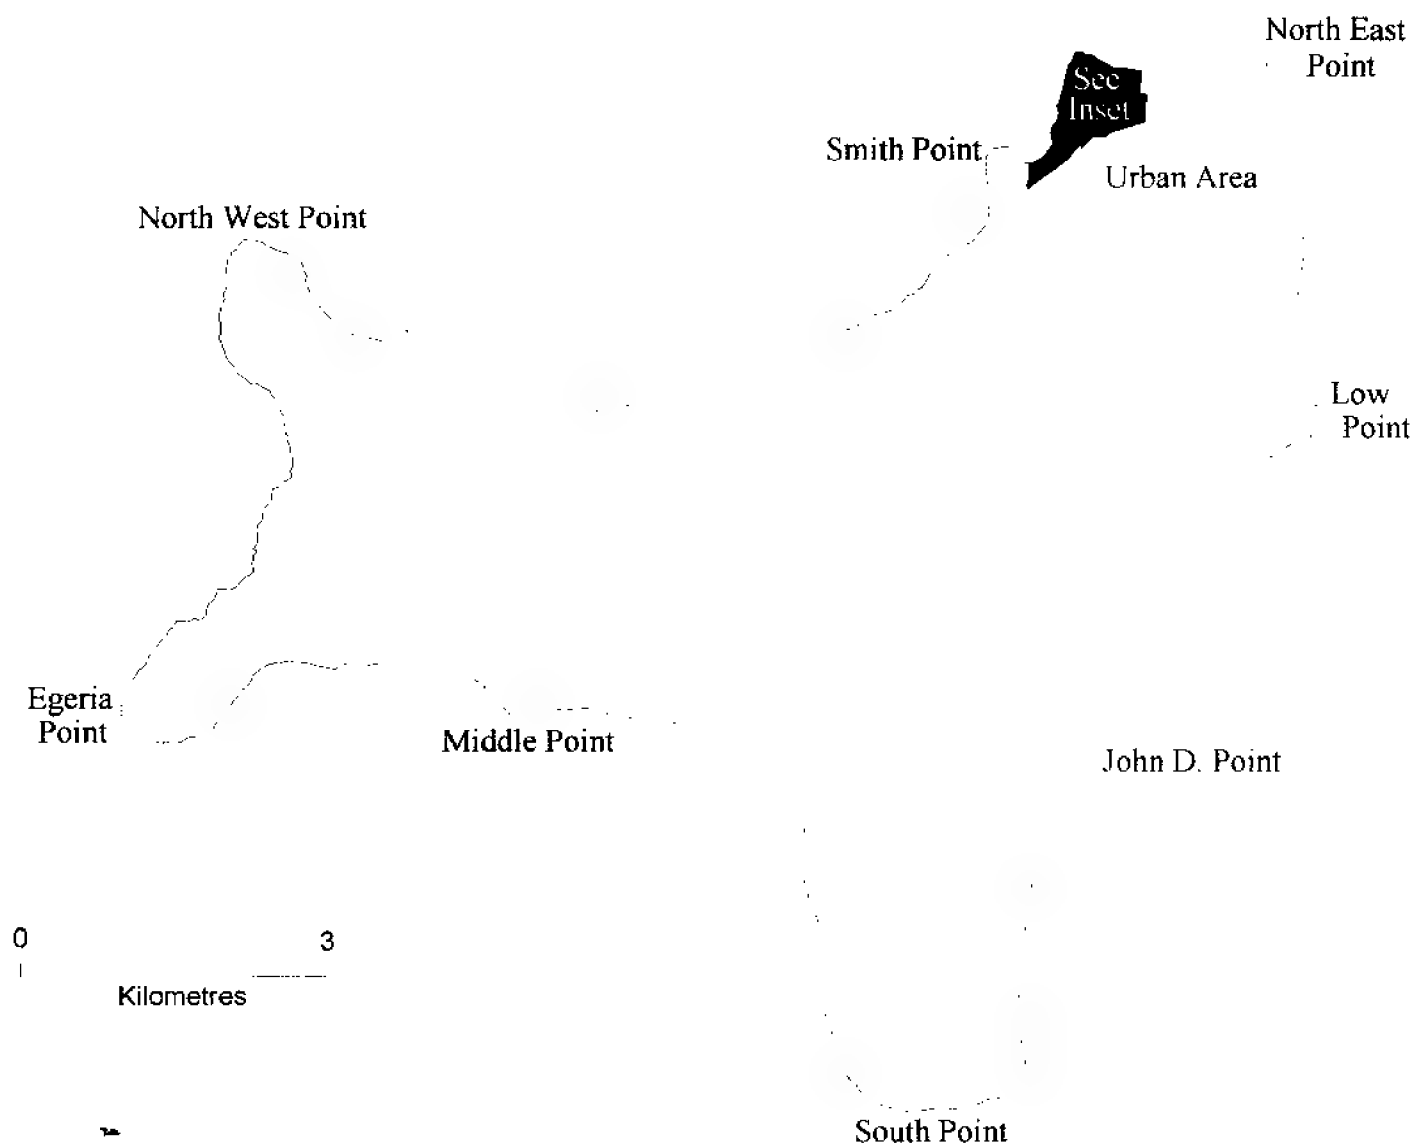 North East
Point
See
Inset
Smith Point
Urban Area
North West Point
Low
Point
Egeria
Point
Middle Point
John D. Point
0 3
Kilometres
South Point